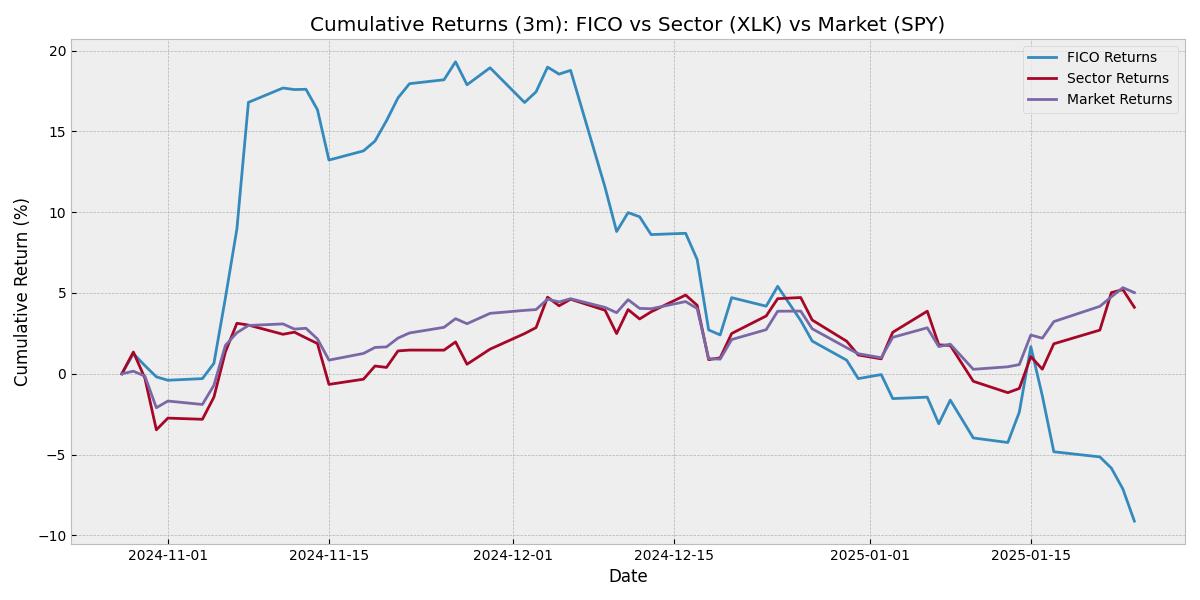 Cumulative Returns (3m): FICO vs Sector (XLK) vs Market (SPY)
FICO Returns
Sector Returns
Market Returns
Cumulative Return (%)
20
15
10
5
0
−5
−10
2024-11-01 2024-11-15 2024-12-01 2024-12-15 2025-01-01 2025-01-15
Date